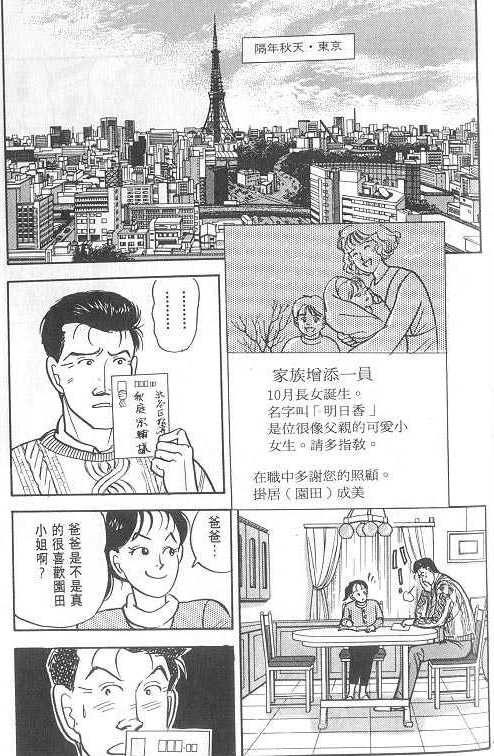 隔年秋天・東京
…………
家族增添一員
10月長女誕生。
名字叫「明日香」
是位很像父親的可愛小
女生。請多指教。
在職中多謝您的照顧。
掛居（園田）成美
爸爸…
爸爸是不是真
的很喜歡園田
小姐啊？